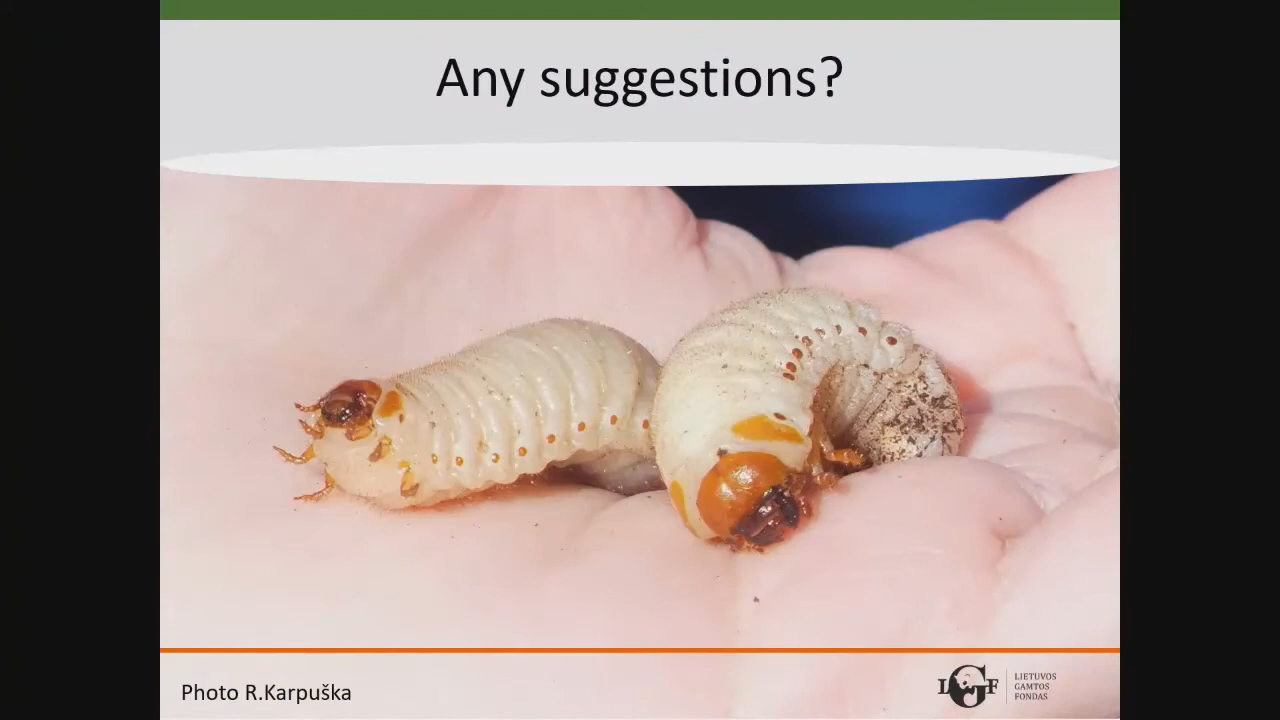 Any suggestions?
Photo R.Karpuška
LGF
LIETUVOS
GAMTOS
FONDAS